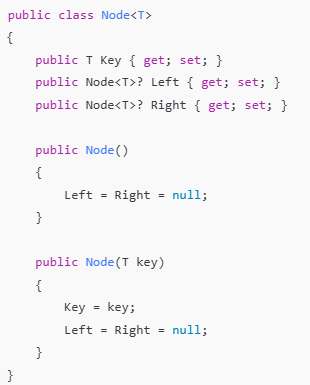 public class Node<T>
{
    public T Key { get; set; }
    public Node<T>? Left { get; set; }
    public Node<T>? Right { get; set; }

    public Node()
    {
        Left = Right = null;
    }

    public Node(T key)
    {
        Key = key;
        Left = Right = null;
    }
}